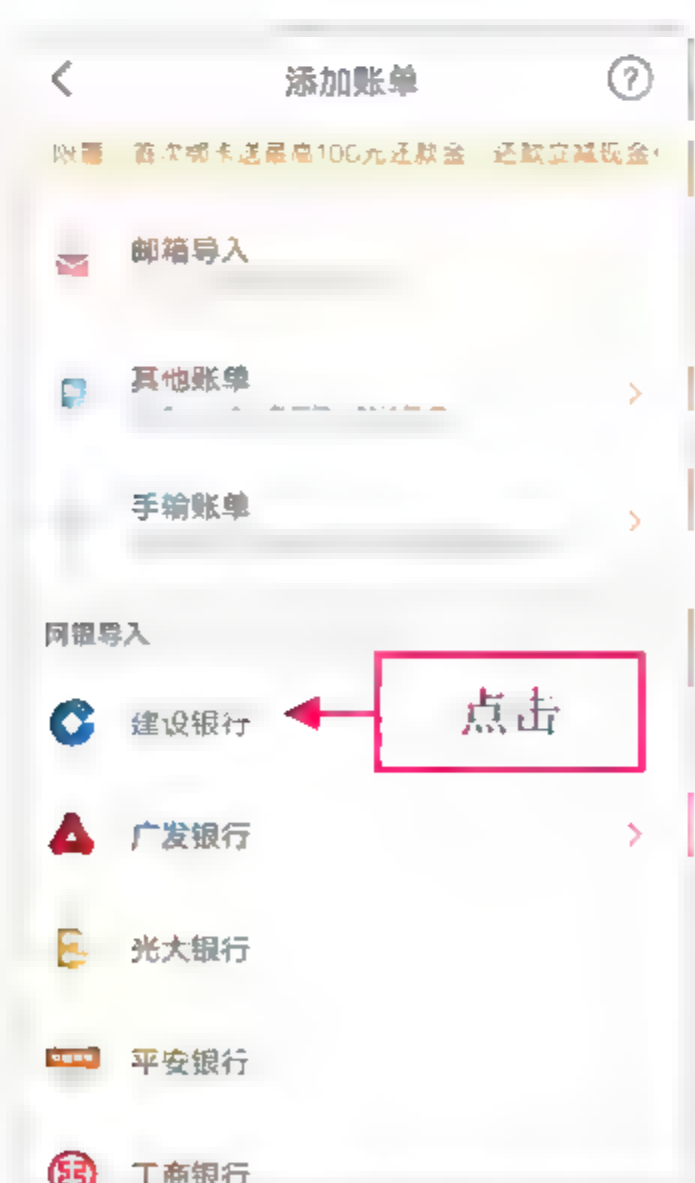 添加账单
邮箱导入
其他账单
手输账单
网银导入
建设银行
点击
广发银行
光大银行
平安银行
工商银行